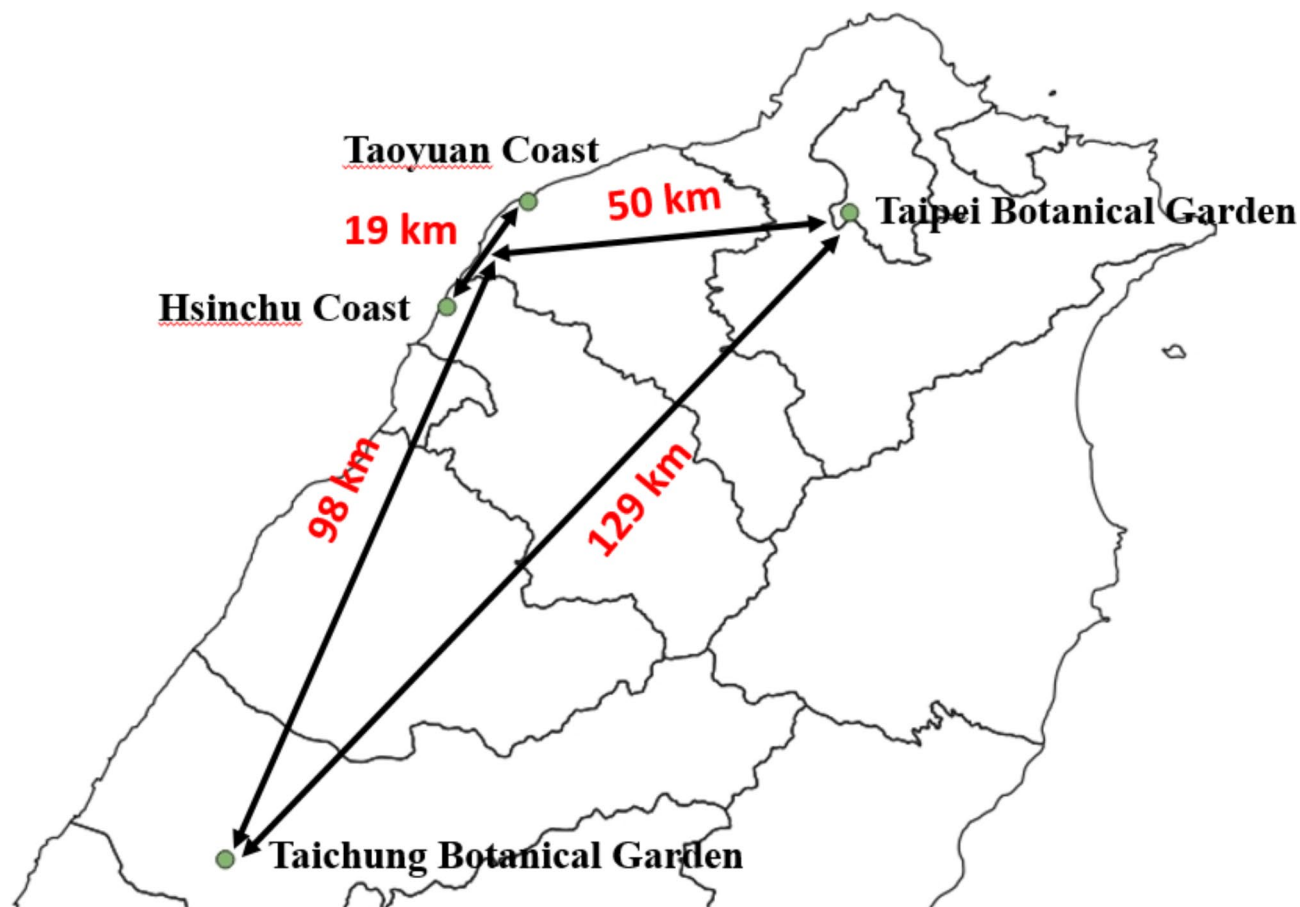 Taoyuan Coast
50 km
19 km
Taipei Botanical Garden
Hsinchu Coast
98 km
129 km
Taichung Botanical Garden